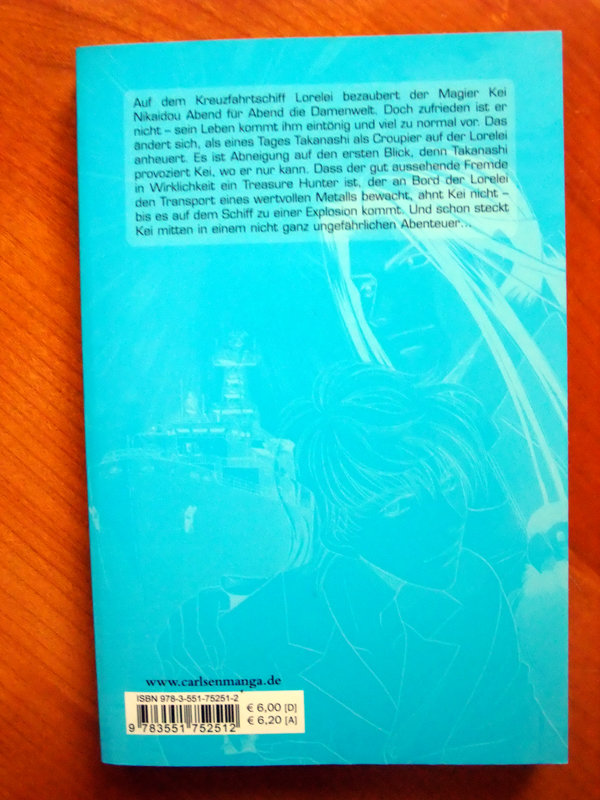 Auf dem Kreuzfahrtschiff Lorelei bezaubert der Magier Kei
Nikaidou Abend für Abend die Damenwelt. Doch zufrieden ist er
nicht – sein Leben kommt ihm eintönig und viel zu normal vor. Das
ändert sich, als eines Tages Takanashi als Croupier auf der Lorelei
anheuert. Es ist Abneigung auf den ersten Blick, denn Takanashi
provoziert Kei, wo er nur kann. Dass der gut aussehende Fremde
in Wirklichkeit ein Treasure Hunter ist, der an Bord der Lorelei
den Transport eines wertvollen Metalls bewacht, ahnt Kei nicht –
bis es auf dem Schiff zu einer Explosion kommt. Und schon steckt
Kei mitten in einem nicht ganz ungefährlichen Abenteuer...
www.carlsenmanga.de
ISBN 978-3-551-75251-2
€ 6,00 [D]
€ 6,20 [A]
9 783551 752512